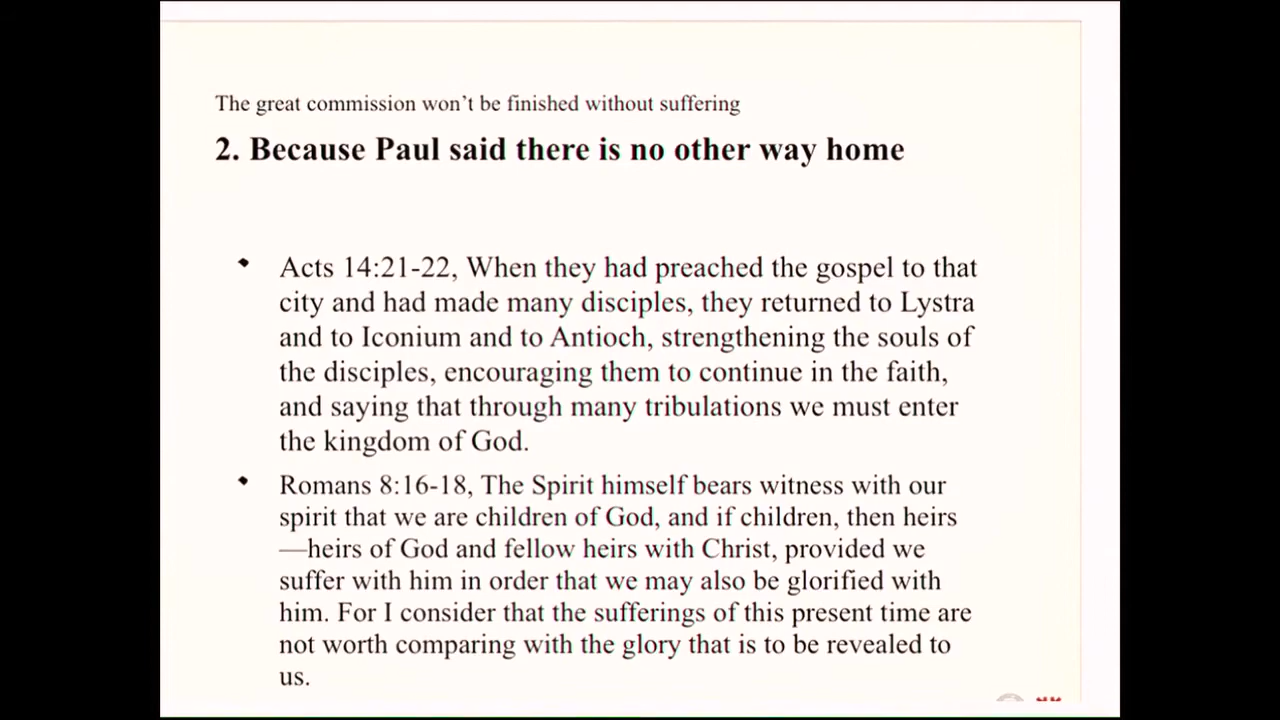 The great commission won’t be finished without suffering
2. Because Paul said there is no other way home
Acts 14:21-22, When they had preached the gospel to that
city and had made many disciples, they returned to Lystra
and to Iconium and to Antioch, strengthening the souls of
the disciples, encouraging them to continue in the faith,
and saying that through many tribulations we must enter
the kingdom of God.
Romans 8:16-18, The Spirit himself bears witness with our
spirit that we are children of God, and if children, then heirs
—heirs of God and fellow heirs with Christ, provided we
suffer with him in order that we may also be glorified with
him. For I consider that the sufferings of this present time are
not worth comparing with the glory that is to be revealed to
us.